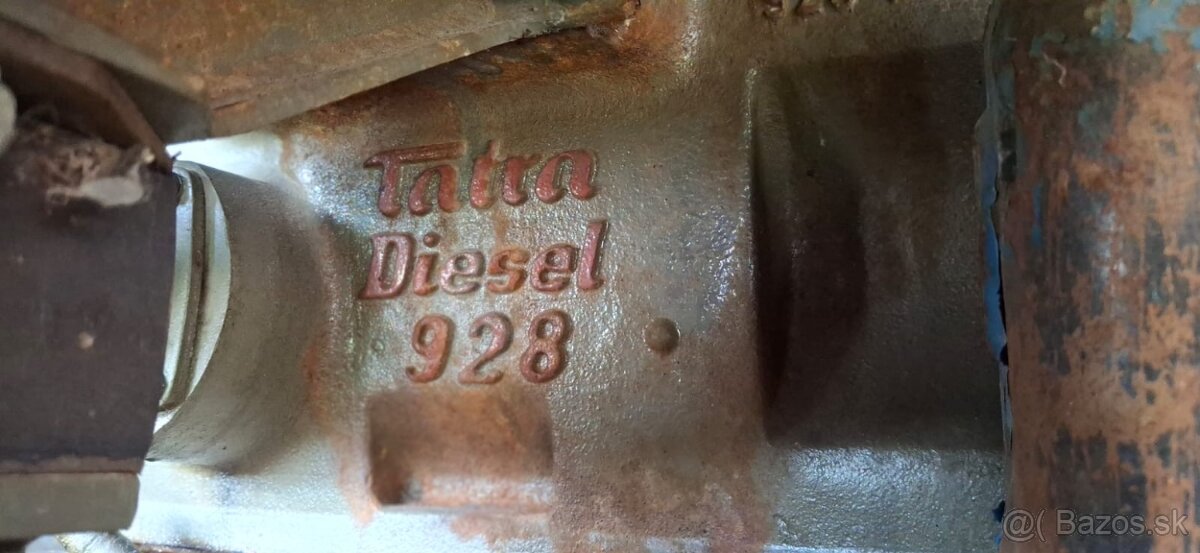 Tatra
Diesel
928
@( Bazos.sk